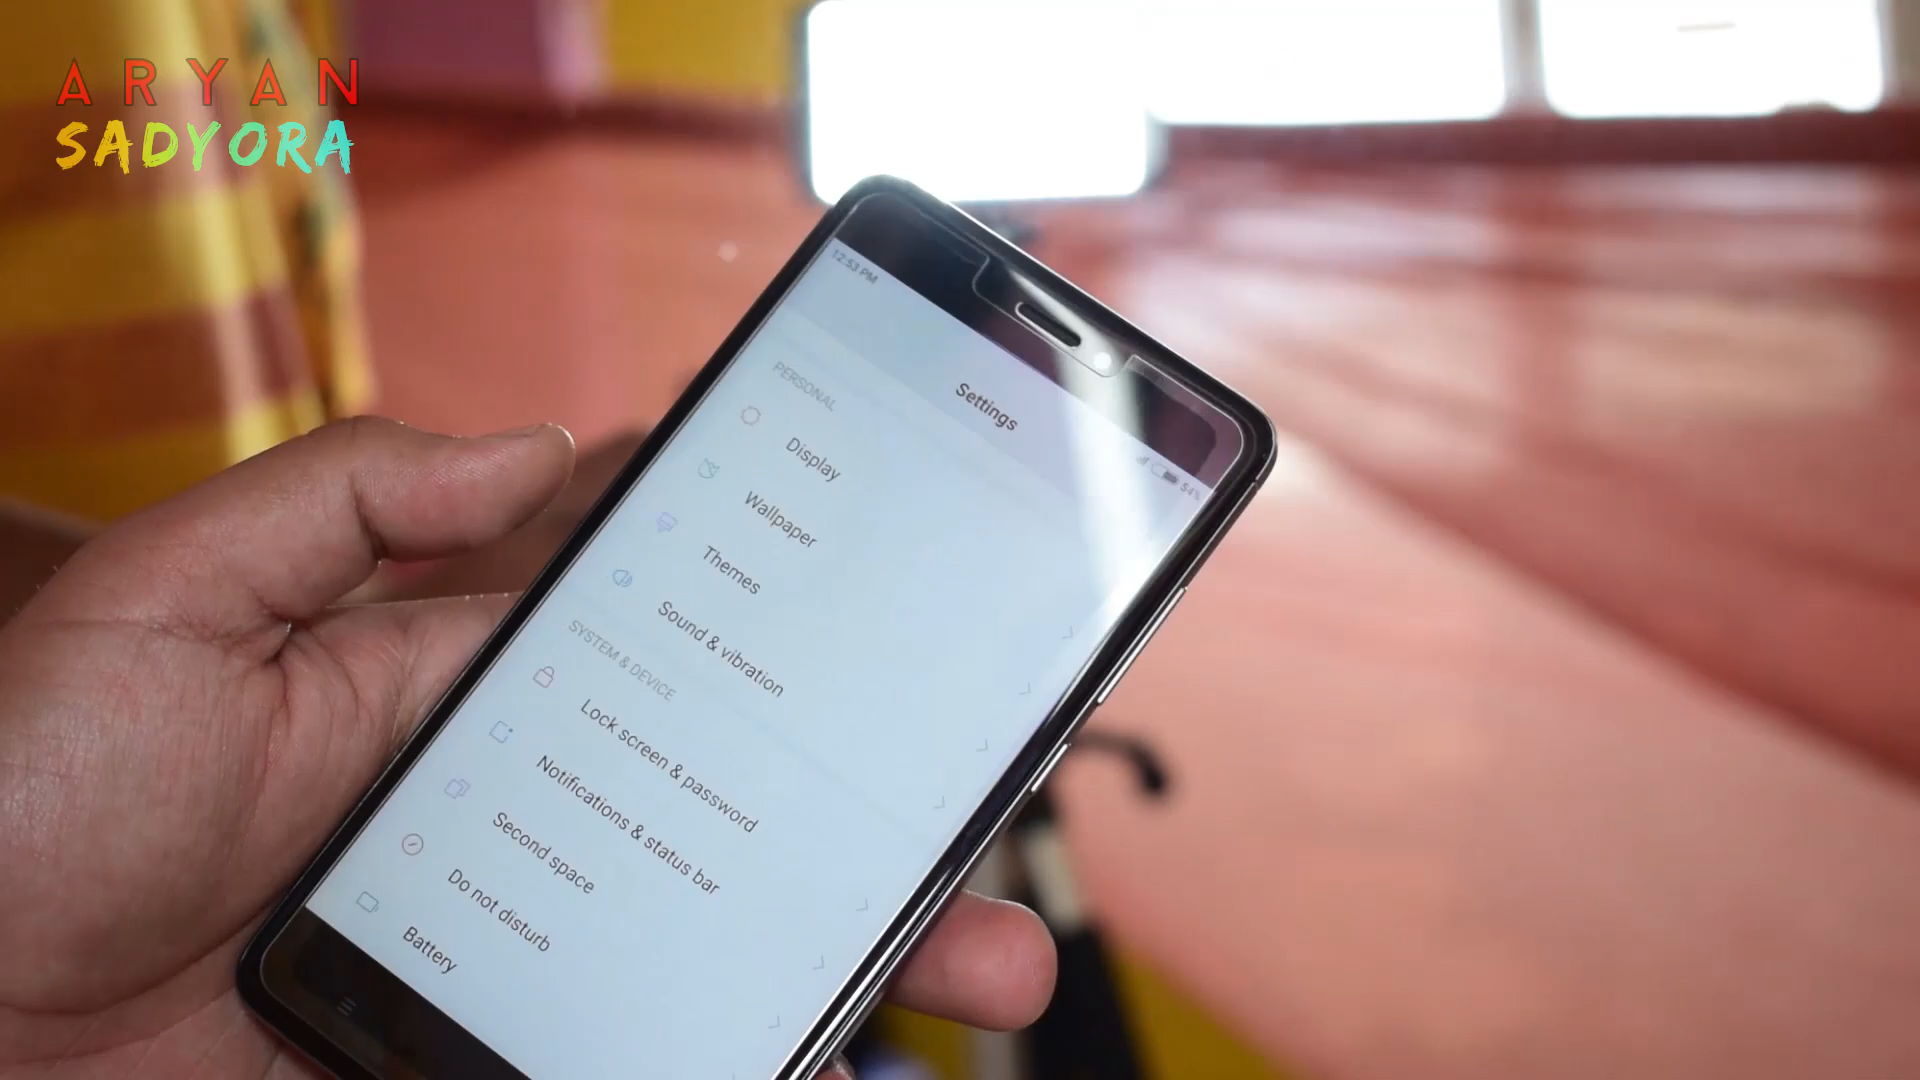 ARYAN
SADYORA
12:53 PM
54%
Settings
PERSONAL
Display
Wallpaper
Themes
Sound & vibration
SYSTEM & DEVICE
Lock screen & password
Notifications & status bar
Second space
Do not disturb
Battery